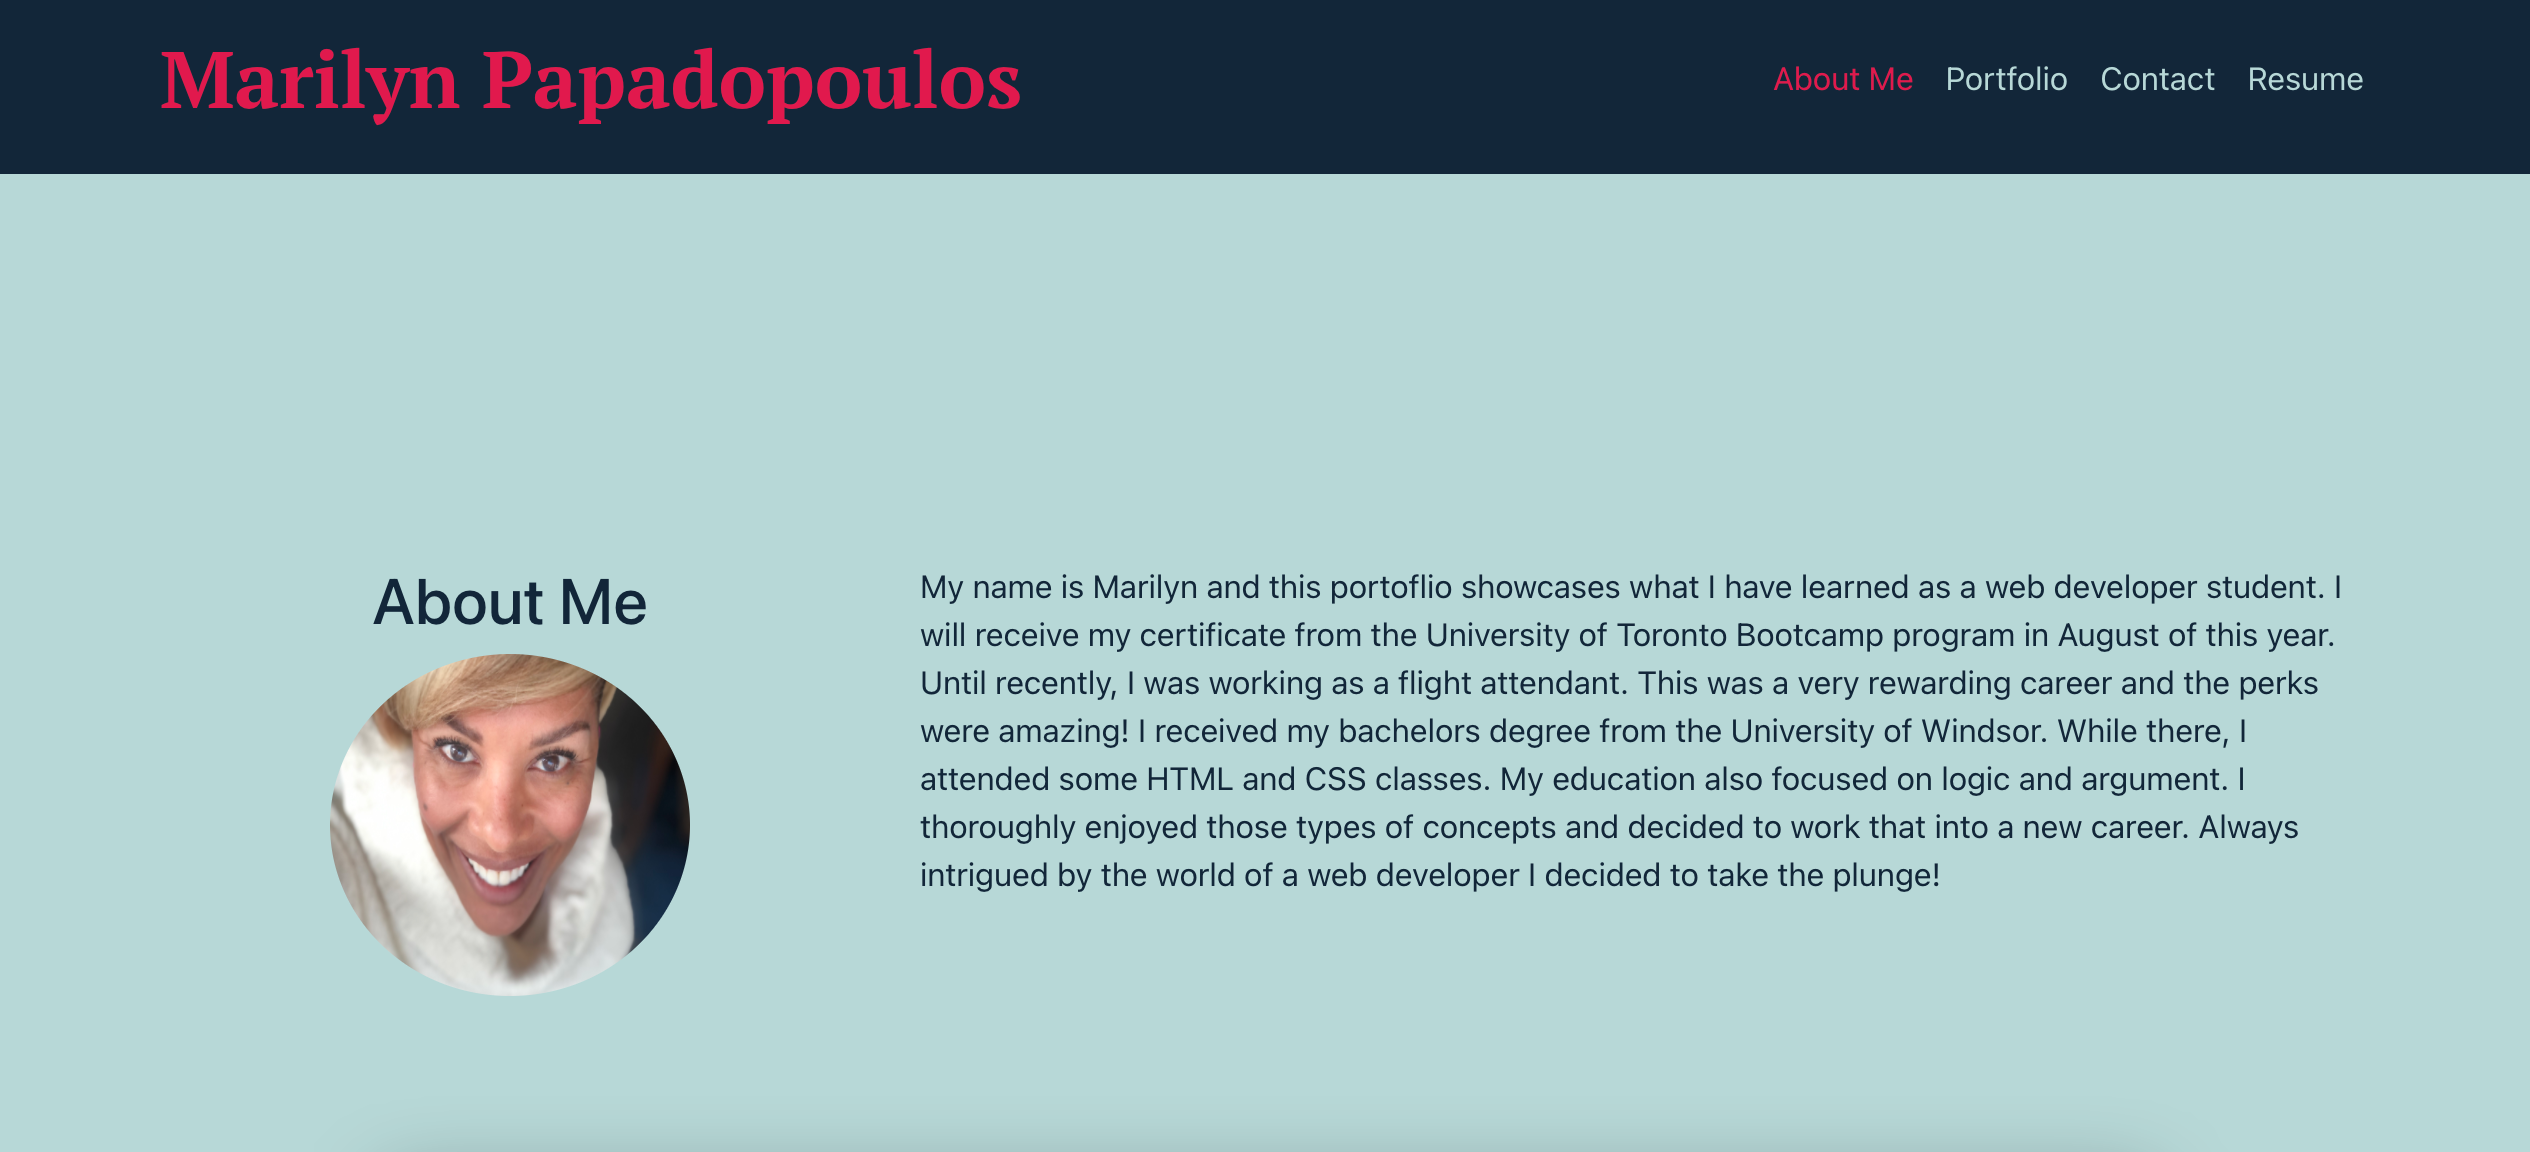 Marilyn Papadopoulos
About Me Portfolio Contact Resume
About Me
My name is Marilyn and this portoflio showcases what I have learned as a web developer student. I
will receive my certificate from the University of Toronto Bootcamp program in August of this year.
Until recently, I was working as a flight attendant. This was a very rewarding career and the perks
were amazing! I received my bachelors degree from the University of Windsor. While there, I
attended some HTML and CSS classes. My education also focused on logic and argument. I
thoroughly enjoyed those types of concepts and decided to work that into a new career. Always
intrigued by the world of a web developer I decided to take the plunge!